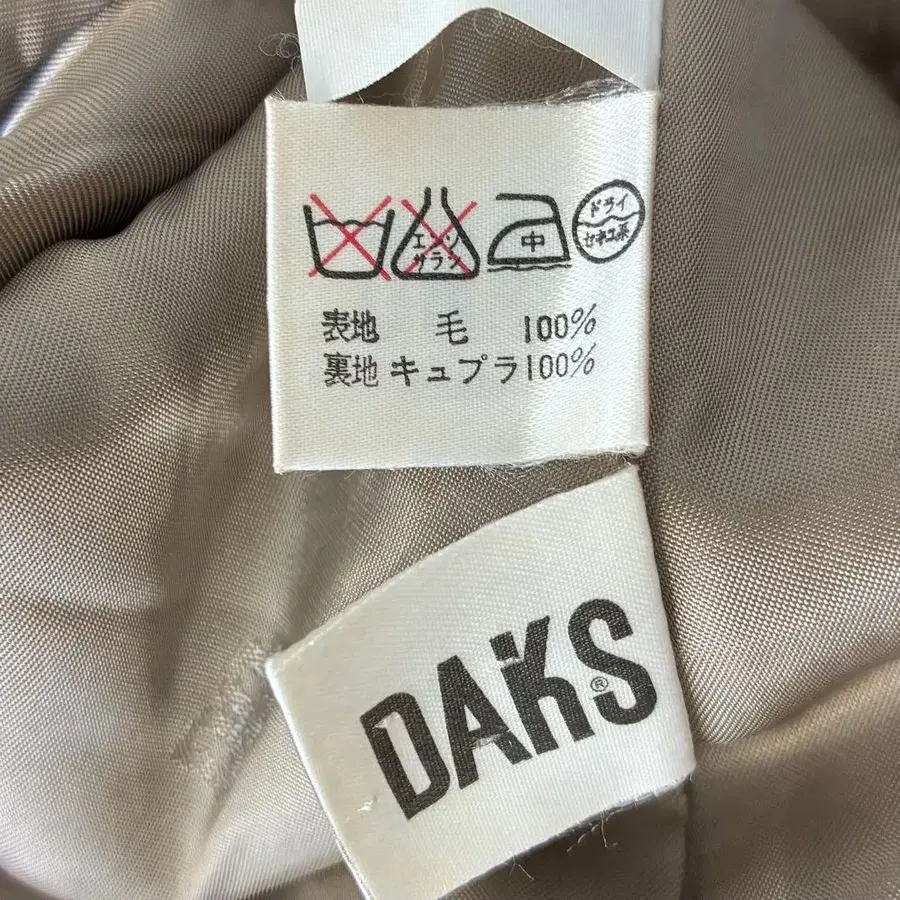 エンソ
サラシ
中
ドライ
セキユ系
表地 毛 100%
裏地 キュプラ100%
DAKS®